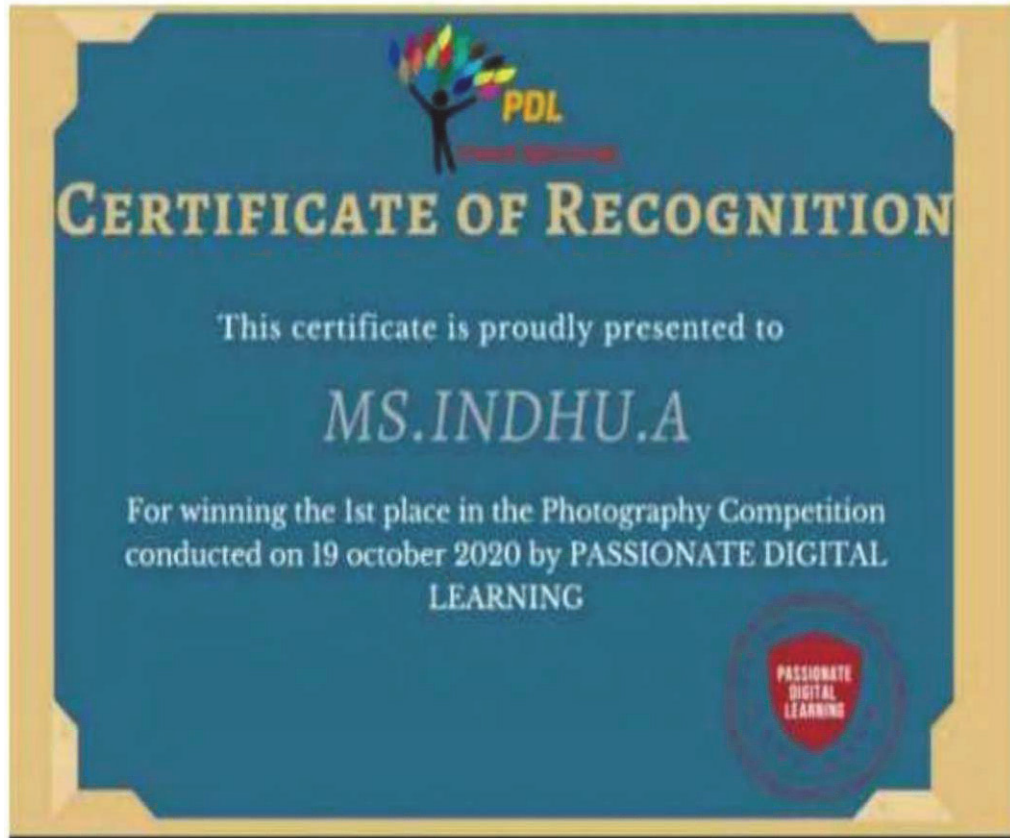 PDL
CERTIFICATE OF RECOGNITION
This certificate is proudly presented to
MS.INDHU.A
For winning the 1st place in the Photography Competition
conducted on 19 october 2020 by PASSIONATE DIGITAL
LEARNING
PASSIONATE
DIGITAL
LEARNING